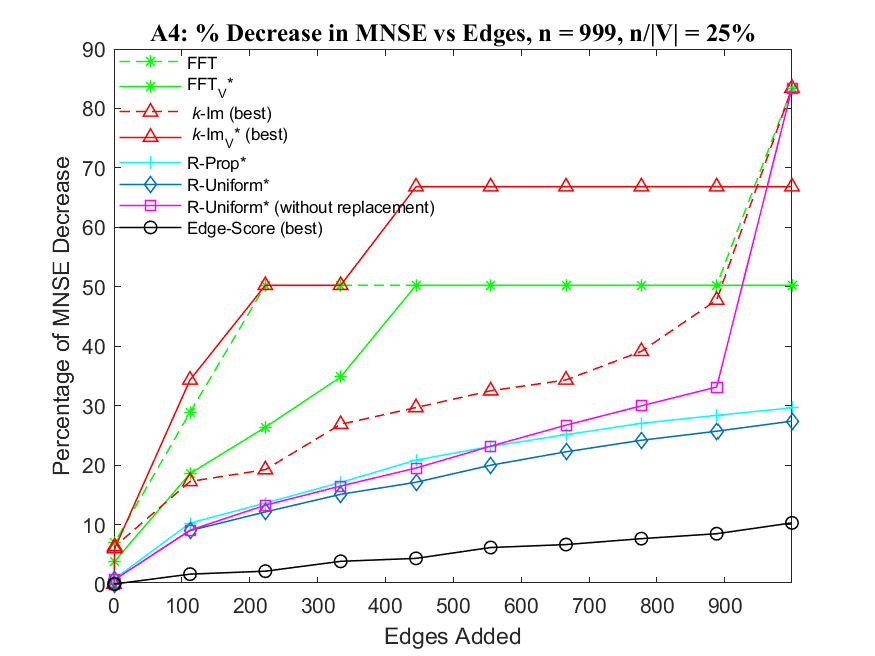 A4: % Decrease in MNSE vs Edges, n = 999, n/|V| = 25%
Percentage of MNSE Decrease
90
80
70
60
50
40
30
20
10
0
FFT
FFT_V*
k-Im (best)
k-Im_V* (best)
R-Prop*
R-Uniform*
R-Uniform* (without replacement)
Edge-Score (best)
0 100 200 300 400 500 600 700 800 900
Edges Added